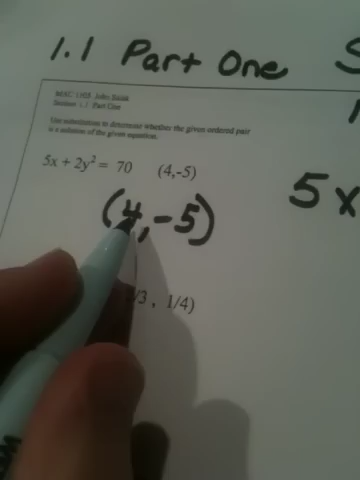 1.1 Part One S
MAC 1105 John Rulak
Section 1.1 Part One
Use substitution to determine whether the given ordered pair
is a solution of the given equation.
5x + 2y² = 70 (4,-5)
(4,-5)
5x
/3 , 1/4)